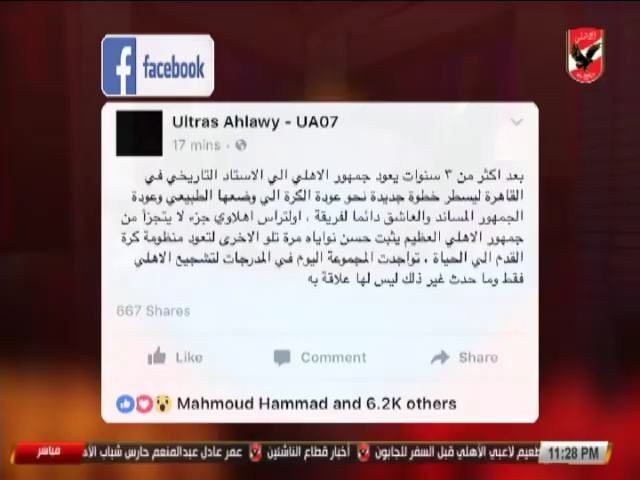 facebook
Ultras Ahlawy - UA07
17 mins
بعد اكثر من ٣ سنوات يعود جمهور الاهلي الي الاستاد التاريخي في
القاهرة ليسطر خطوة جديدة نحو عودة الكرة الي وضعها الطبيعي وعودة
الجمهور المساند والعاشق دائما لفريقة ، اولتراس اهلاوي جزء لا يتجزأ من
جمهور الاهلي العظيم يثبت حسن نواياه مرة تلو الاخرى لتعود منظومة كرة
القدم الي الحياة ، تواجدت المجموعة اليوم في المدرجات لتشجيع الاهلي
فقط وما حدث غير ذلك ليس لها علاقة به
667 Shares
Like Comment Share
Mahmoud Hammad and 6.2K others
مباشر
طعيم لاعبي الأهلي قبل السفر للجابون أخبار قطاع الناشئين عمر عادل عبدالمنعم حارس شباب الأه
11:28 PM